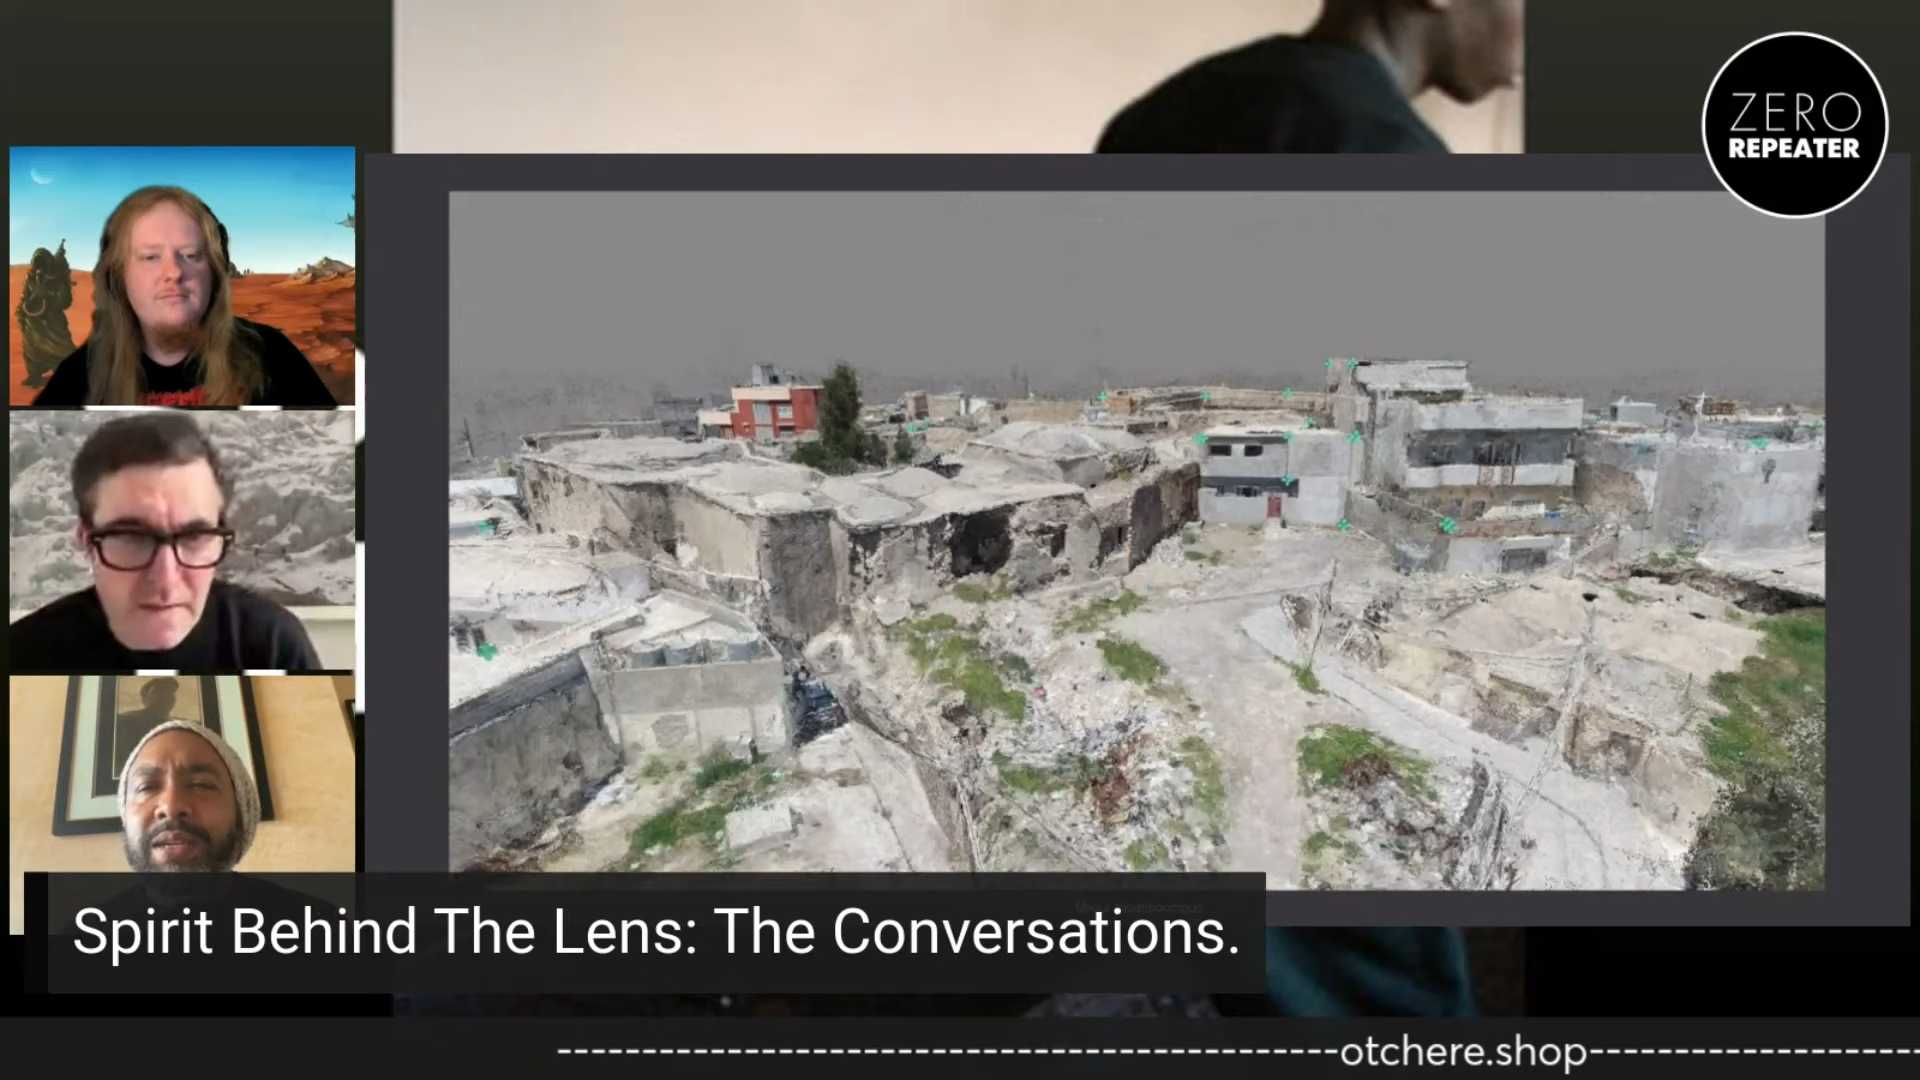 ZERO
REPEATER
Spirit Behind The Lens: The Conversations.
otchere.shop